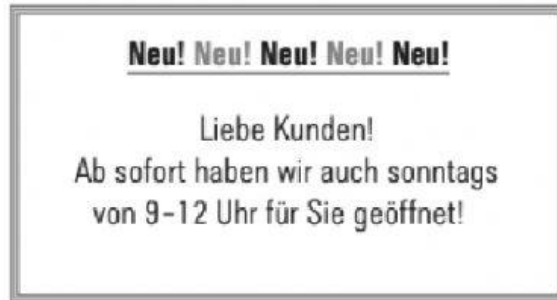 Neu! Neu! Neu! Neu! Neu!
Liebe Kunden!
Ab sofort haben wir auch sonntags
von 9-12 Uhr für Sie geöffnet!